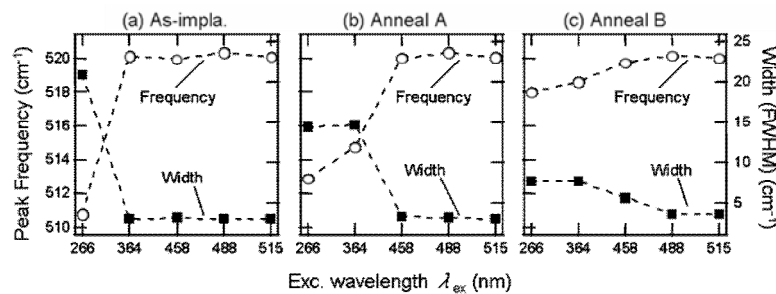 (a) As-impla.
(b) Anneal A
(c) Anneal B
Peak Frequency (cm⁻¹)
520
518
516
514
512
510
Frequency
Width
Frequency
Width
Frequency
Width
25
20
15
10
5
Width (FWHM) (cm⁻¹)
266 364 458 488 515
266 364 458 488 515
266 364 458 488 515
Exc. wavelength λex (nm)